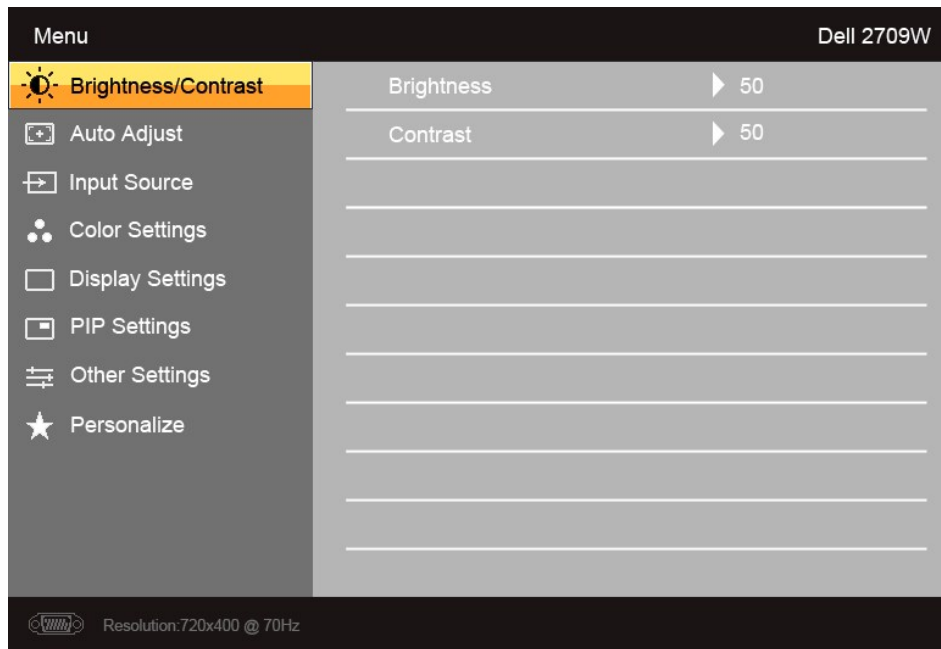 Menu
Dell 2709W
Brightness/Contrast
Brightness 50
Auto Adjust
Contrast 50
Input Source
Color Settings
Display Settings
PIP Settings
Other Settings
Personalize
Resolution:720x400 @ 70Hz